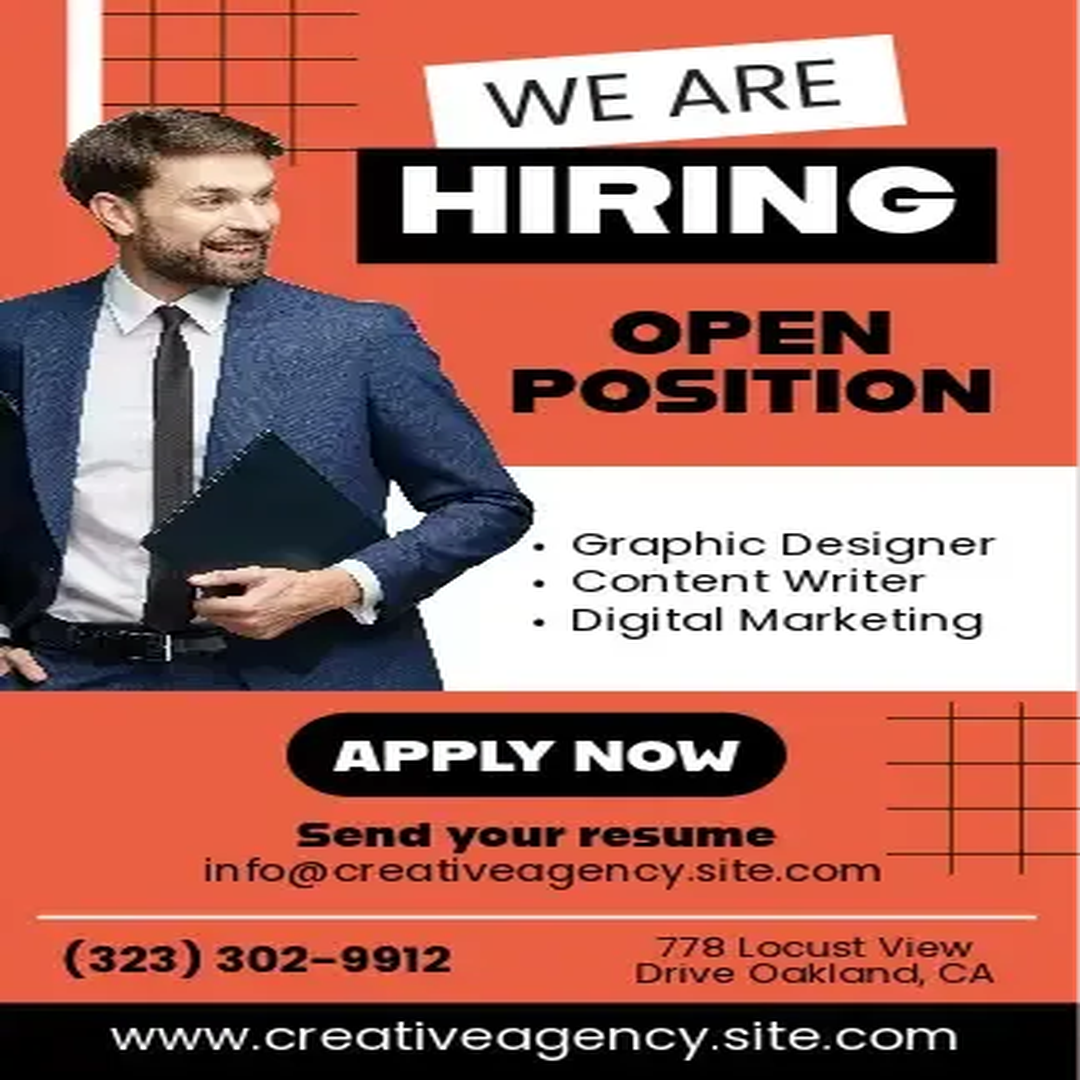 WE ARE
HIRING
OPEN
POSITION
• Graphic Designer
• Content Writer
• Digital Marketing
APPLY NOW
Send your resume
info@creativeagency.site.com
(323) 302-9912
778 Locust View
Drive Oakland, CA
www.creativeagency.site.com